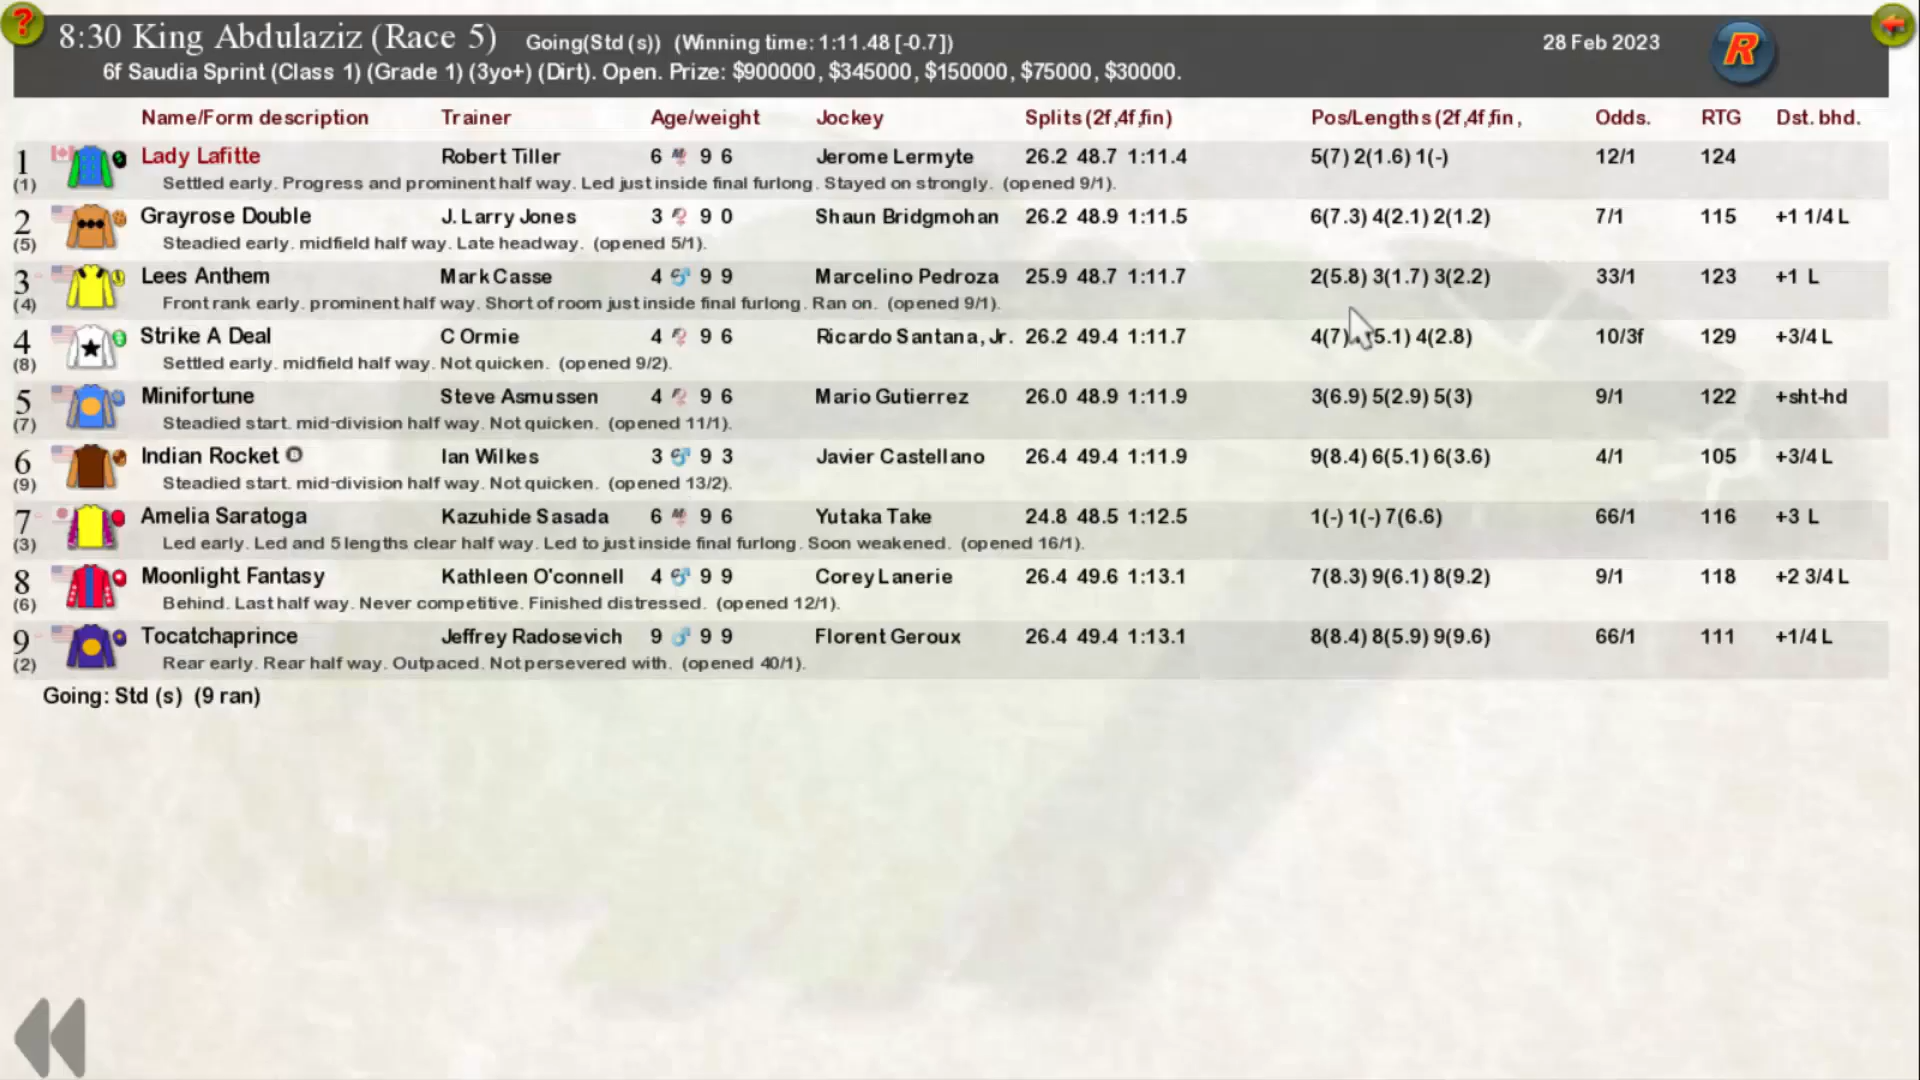 8:30 King Abdulaziz (Race 5) Going(Std (s)) (Winning time: 1:11.48 [-0.7]) 28 Feb 2023 R
6f Saudia Sprint (Class 1) (Grade 1) (3yo+) (Dirt). Open. Prize: $900000, $345000, $150000, $75000, $30000.
Name/Form description Trainer Age/weight Jockey Splits (2f,4f,fin) Pos/Lengths (2f,4f,fin, Odds. RTG Dst. bhd.
1 Lady Lafitte Robert Tiller 6 9 6 Jerome Lermyte 26.2 48.7 1:11.4 5(7) 2(1.6) 1(-) 12/1 124
(1) Settled early. Progress and prominent half way. Led just inside final furlong. Stayed on strongly. (opened 9/1).
2 Grayrose Double J. Larry Jones 3 9 0 Shaun Bridgmohan 26.2 48.9 1:11.5 6(7.3) 4(2.1) 2(1.2) 7/1 115 +1 1/4 L
(5) Steadied early. midfield half way. Late headway. (opened 5/1).
3 Lees Anthem Mark Casse 4 9 9 Marcelino Pedroza 25.9 48.7 1:11.7 2(5.8) 3(1.7) 3(2.2) 33/1 123 +1 L
(4) Front rank early. prominent half way. Short of room just inside final furlong. Ran on. (opened 9/1).
4 Strike A Deal C Ormie 4 9 6 Ricardo Santana, Jr. 26.2 49.4 1:11.7 4(7) 5.1) 4(2.8) 10/3f 129 +3/4 L
(8) Settled early. midfield half way. Not quicken. (opened 9/2).
5 Minifortune Steve Asmussen 4 9 6 Mario Gutierrez 26.0 48.9 1:11.9 3(6.9) 5(2.9) 5(3) 9/1 122 +sht-hd
(7) Steadied start. mid-division half way. Not quicken. (opened 11/1).
6 Indian Rocket Ian Wilkes 3 9 3 Javier Castellano 26.4 49.4 1:11.9 9(8.4) 6(5.1) 6(3.6) 4/1 105 +3/4 L
(9) Steadied start. mid-division half way. Not quicken. (opened 13/2).
7 Amelia Saratoga Kazuhide Sasada 6 9 6 Yutaka Take 24.8 48.5 1:12.5 1(-) 1(-) 7(6.6) 66/1 116 +3 L
(3) Led early. Led and 5 lengths clear half way. Led to just inside final furlong. Soon weakened. (opened 16/1).
8 Moonlight Fantasy Kathleen O'connell 4 9 9 Corey Lanerie 26.4 49.6 1:13.1 7(8.3) 9(6.1) 8(9.2) 9/1 118 +2 3/4 L
(6) Behind. Last half way. Never competitive. Finished distressed. (opened 12/1).
9 Tocatchaprince Jeffrey Radosevich 9 9 9 Florent Geroux 26.4 49.4 1:13.1 8(8.4) 8(5.9) 9(9.6) 66/1 111 +1/4 L
(2) Rear early. Rear half way. Outpaced. Not persevered with. (opened 40/1).
Going: Std (s) (9 ran)